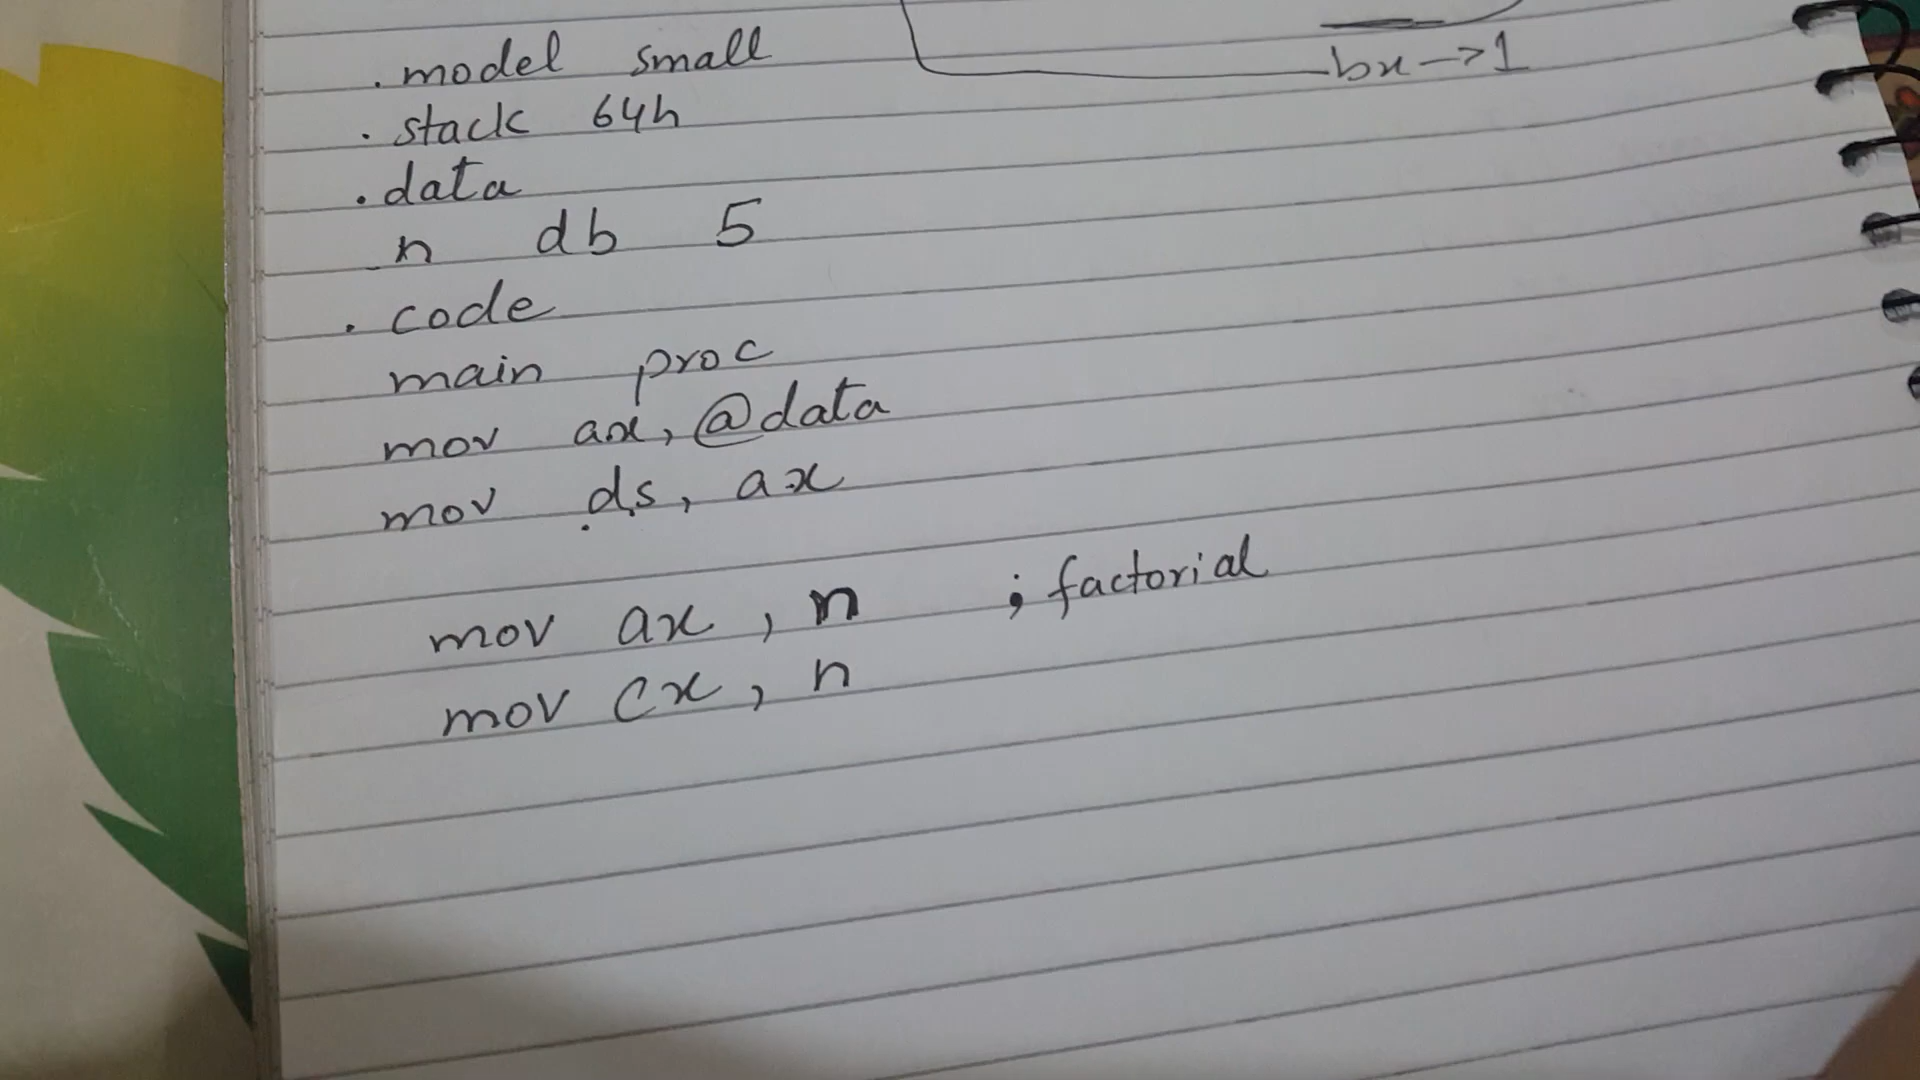 bx -> 1
.model small
.stack 64h
.data
n db 5
.code
main proc
mov ax, @data
mov ds, ax
mov ax, n ; factorial
mov cx, n